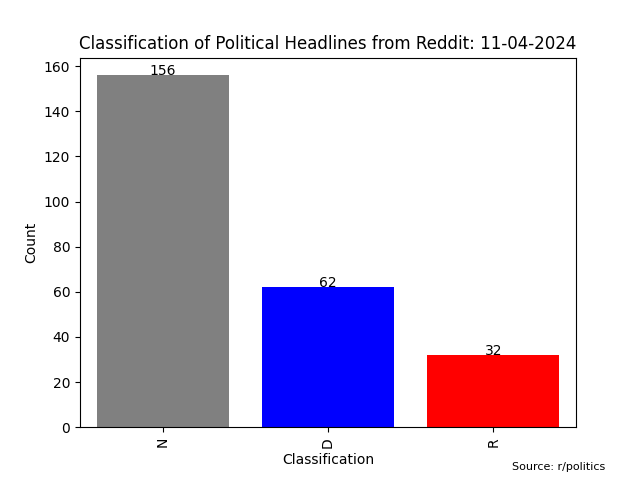 Classification of Political Headlines from Reddit: 11-04-2024
160
140
120
100
80
60
40
20
0
Count
156
62
32
N
D
R
Classification
Source: r/politics